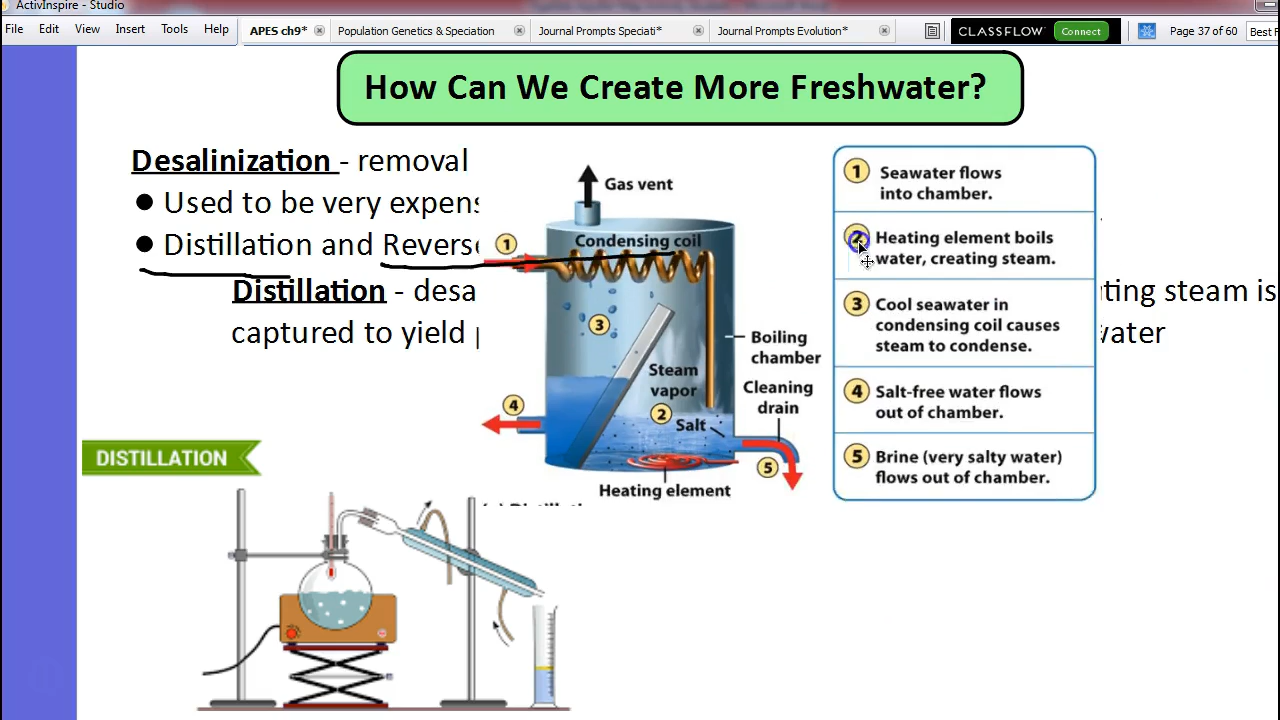 ActivInspire - Studio
File Edit View Insert Tools Help
APES ch9* Population Genetics &Speciation Journal Prompts Speciati* Journal Prompts Evolution* CLASSFLOW Connect Page 37 of 60 Best F
How Can We Create More Freshwater?
Desalinization - removal
● Used to be very expens
● Distillation and Reverse
Distillation - desa
ating steam is
captured to yield p
water
Gas vent
1
Condensing coil
3
Boiling
chamber
Steam
vapor
2
Cleaning
drain
4
Salt
5
Heating element
1 Seawater flows
into chamber.
2 Heating element boils
water, creating steam.
3 Cool seawater in
condensing coil causes
steam to condense.
4 Salt-free water flows
out of chamber.
5 Brine (very salty water)
flows out of chamber.
DISTILLATION